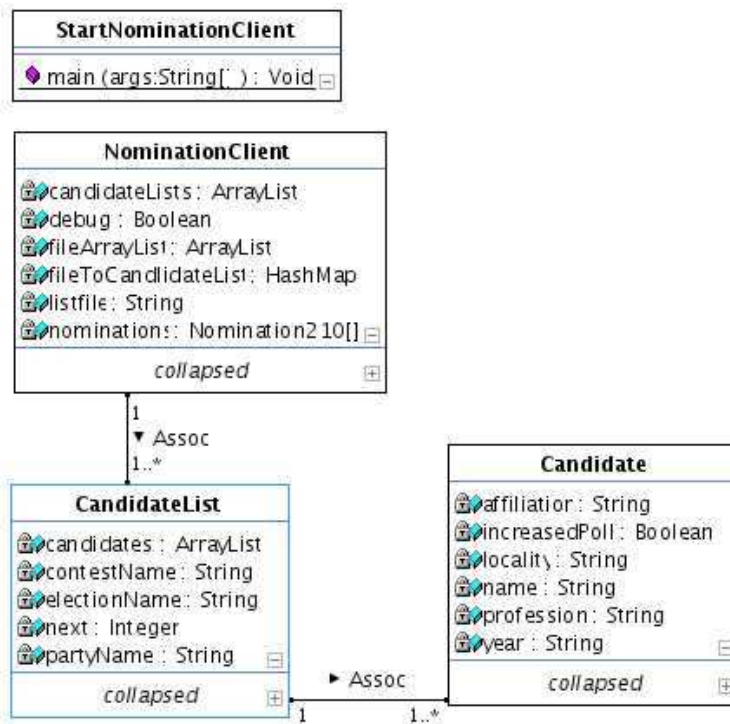 StartNominationClient
main (args:String[ ) : Void
NominationClient
candidateLists : ArrayList
debug : Boolean
fileArrayList : ArrayList
fileToCandidateList : HashMap
listfile : String
nominations : Nomination210[]
collapsed
1
▼ Assoc
1..*
CandidateList
candidates : ArrayList
contestName : String
electionName : String
next : Integer
partyName : String
collapsed
Candidate
affiliation : String
increasedPoll : Boolean
locality : String
name : String
profession : String
year : String
collapsed
► Assoc
1
1..*